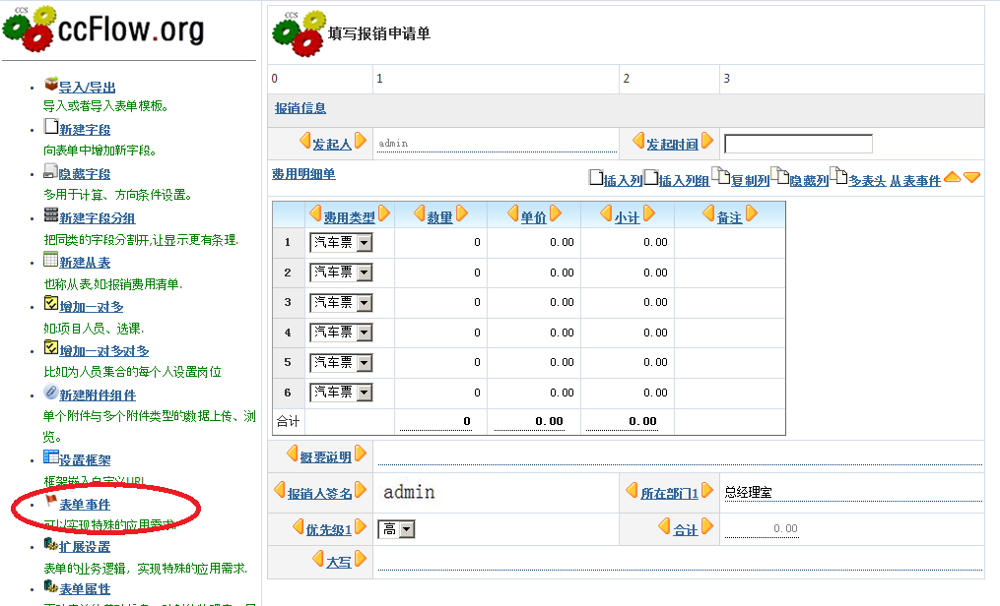 CCS
ccFlow.org
导入/导出
导入或者导入表单模板。
新建字段
向表单中增加新字段。
隐藏字段
多用于计算、方向条件设置。
新建字段分组
把同类的字段分割开,让显示更有条理.
新建从表
也称从表,如:报销费用清单.
增加一对多
如:项目人员、选课.
增加一对多对多
比如为人员集合的每个人设置岗位
新建附件组件
单个附件与多个附件类型的数据上传、浏
览。
设置框架
框架嵌入自定义URL
表单事件
可以实现特殊的应用需求.
扩展设置
表单的业务逻辑，实现特殊的应用需求.
表单属性
CCS
填写报销申请单
0 1 2 3
报销信息
发起人 admin 发起时间
费用明细单 插入列 插入列组 复制列 隐藏列 多表头 从表事件
费用类型 数量 单价 小计 备注
1 汽车票 0 0.00 0.00
2 汽车票 0 0.00 0.00
3 汽车票 0 0.00 0.00
4 汽车票 0 0.00 0.00
5 汽车票 0 0.00 0.00
6 汽车票 0 0.00 0.00
合计 0 0.00 0.00
概要说明
报销人签名 admin 所在部门1 总经理室
优先级1 高 合计 0.00
大写